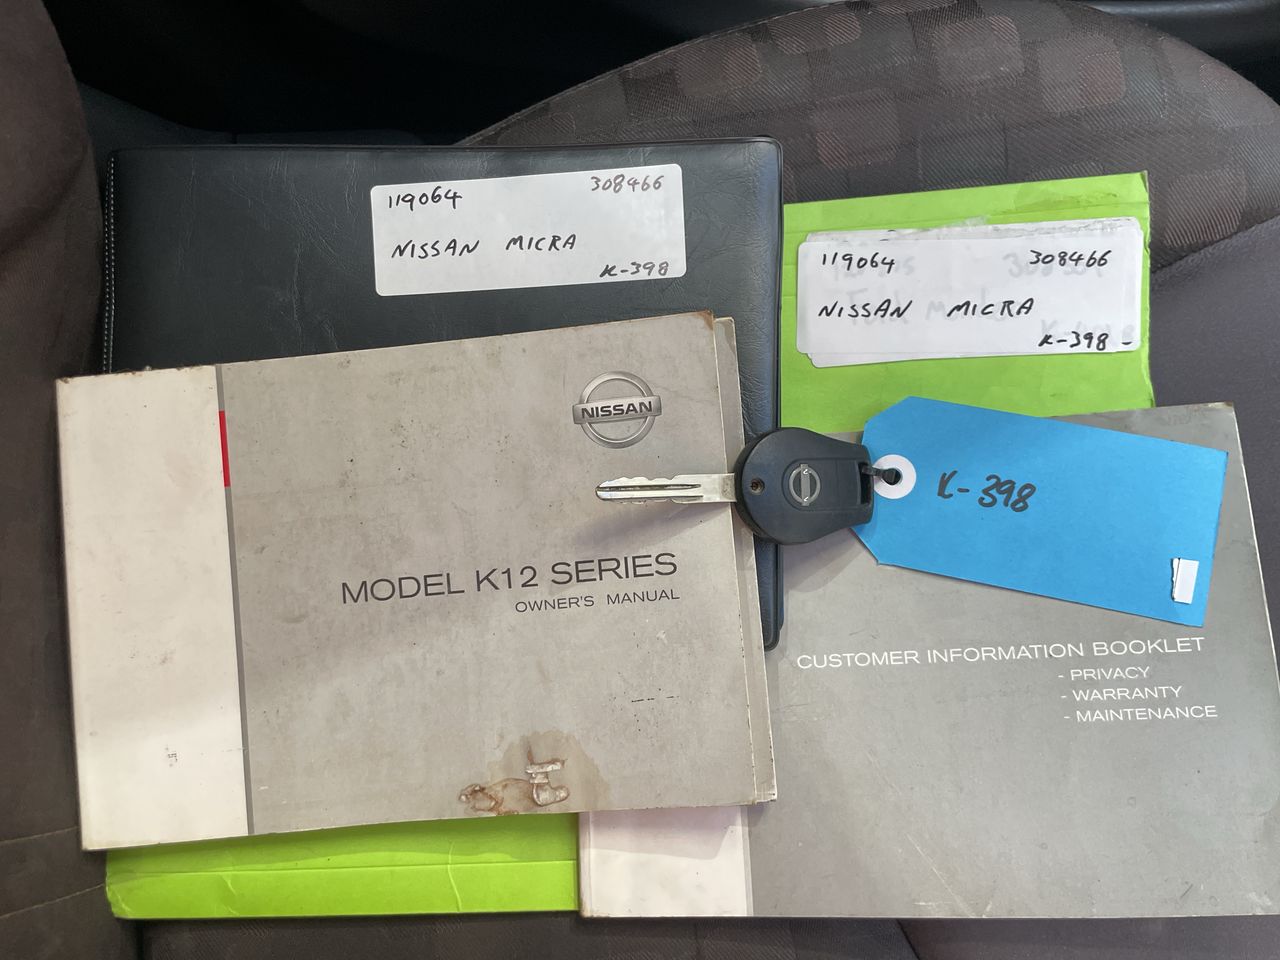 119064 308466
NISSAN MICRA
K-398
119064 308466
NISSAN MICRA
K-398 -
NISSAN
MODEL K12 SERIES
OWNER'S MANUAL
K-398
CUSTOMER INFORMATION BOOKLET
- PRIVACY
- WARRANTY
- MAINTENANCE